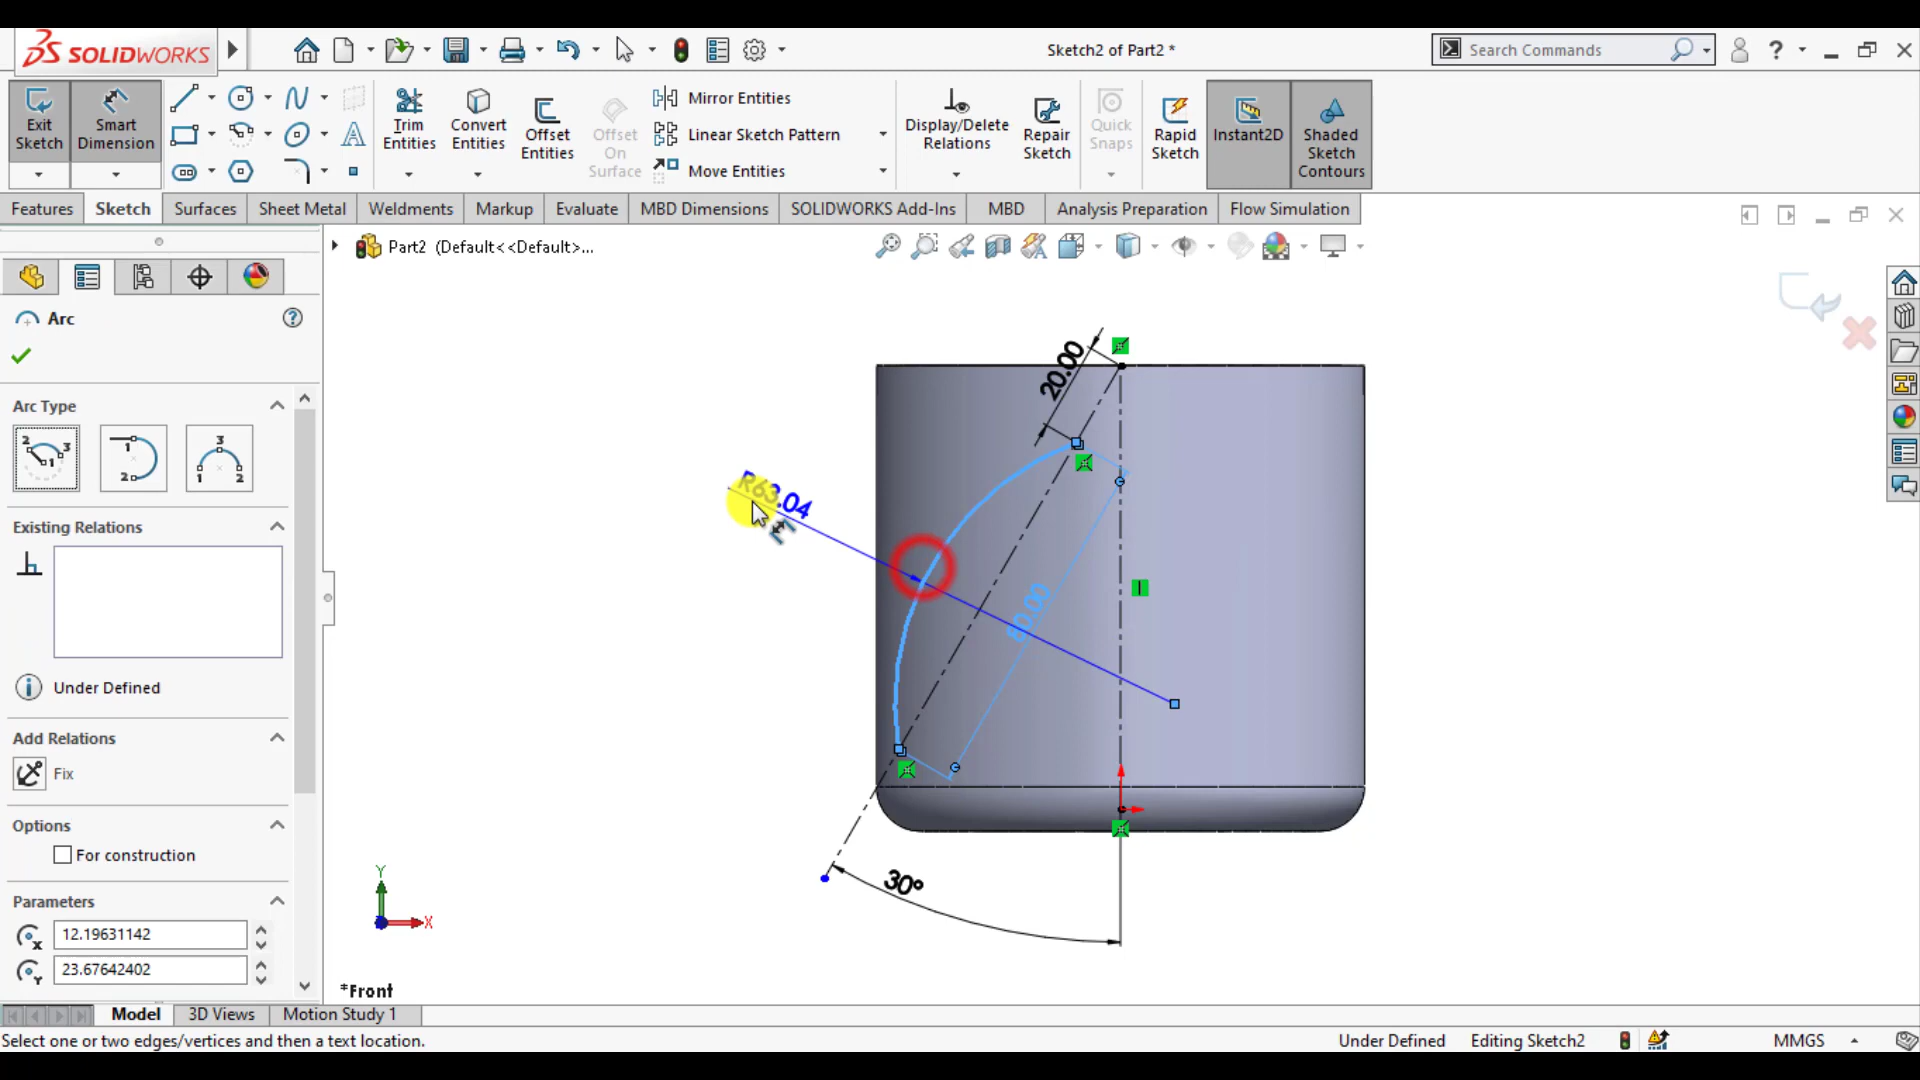 SOLIDWORKS
Sketch2 of Part2 *
Search Commands
Exit Sketch
Smart Dimension
Trim Entities
Convert Entities
Offset Entities
Offset On Surface
Mirror Entities
Linear Sketch Pattern
Move Entities
Display/Delete Relations
Repair Sketch
Quick Snaps
Rapid Sketch
Instant2D
Shaded Sketch Contours
Features
Sketch
Surfaces
Sheet Metal
Weldments
Markup
Evaluate
MBD Dimensions
SOLIDWORKS Add-Ins
MBD
Analysis Preparation
Flow Simulation
Part2 (Default<<Default>...
Arc
Arc Type
Existing Relations
Under Defined
Add Relations
Fix
Options
For construction
Parameters
12.19631142
23.67642402
20.00
R63.04
80.00
30°
Y
X
*Front
Model
3D Views
Motion Study 1
Select one or two edges/vertices and then a text location.
Under Defined
Editing Sketch2
MMGS